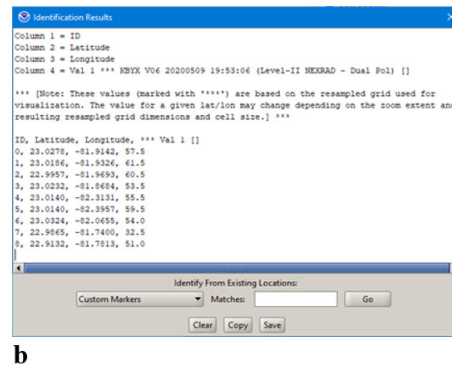 Identification Results
Column 1 = ID
Column 2 = Latitude
Column 3 = Longitude
Column 4 = Val 1 *** KBYX V06 20200509 19:53:06 (Level-II NEXRAD - Dual Pol) []
*** [Note: These values (marked with "***") are based on the resampled grid used for
visualization. The value for a given lat/lon may change depending on the zoom extent and
resulting resampled grid dimensions and cell size.] ***
ID, Latitude, Longitude, *** Val 1 []
0, 23.0278, -81.9142, 57.5
1, 23.0186, -81.9326, 61.5
2, 22.9957, -81.9693, 60.5
3, 23.0232, -81.8684, 53.5
4, 23.0140, -82.3131, 55.5
5, 23.0140, -82.3957, 59.5
6, 23.0324, -82.0655, 54.0
7, 22.9865, -81.7400, 32.5
8, 22.9132, -81.7813, 51.0
Identify From Existing Locations:
Custom Markers Matches: Go
Clear Copy Save
b